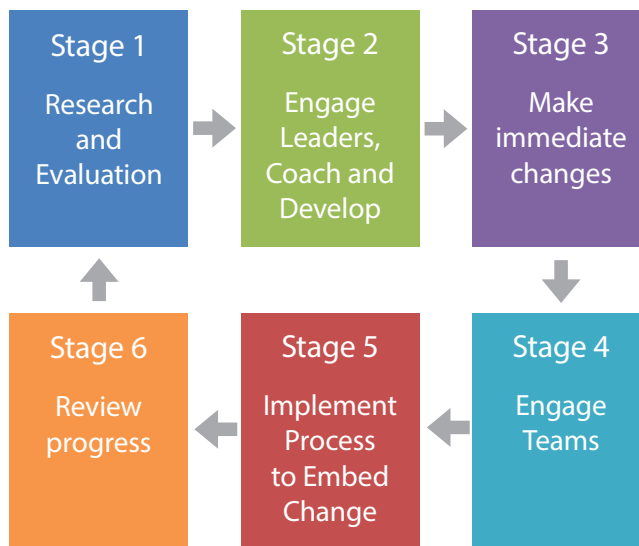 Stage 1
Research
and
Evaluation
Stage 2
Engage
Leaders,
Coach and
Develop
Stage 3
Make
immediate
changes
Stage 4
Engage
Teams
Stage 5
Implement
Process
to Embed
Change
Stage 6
Review
progress